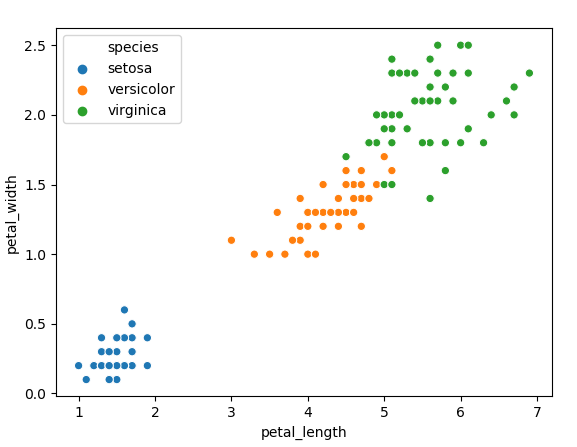 species
setosa
versicolor
virginica
2.5
2.0
1.5
1.0
0.5
0.0
petal_width
1 2 3 4 5 6 7
petal_length